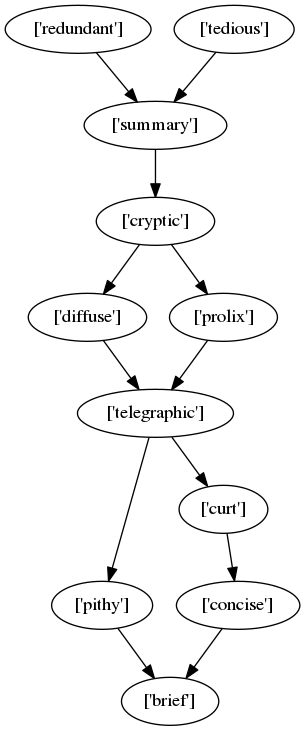 ['redundant']
['tedious']
['summary']
['cryptic']
['diffuse']
['prolix']
['telegraphic']
['curt']
['pithy']
['concise']
['brief']